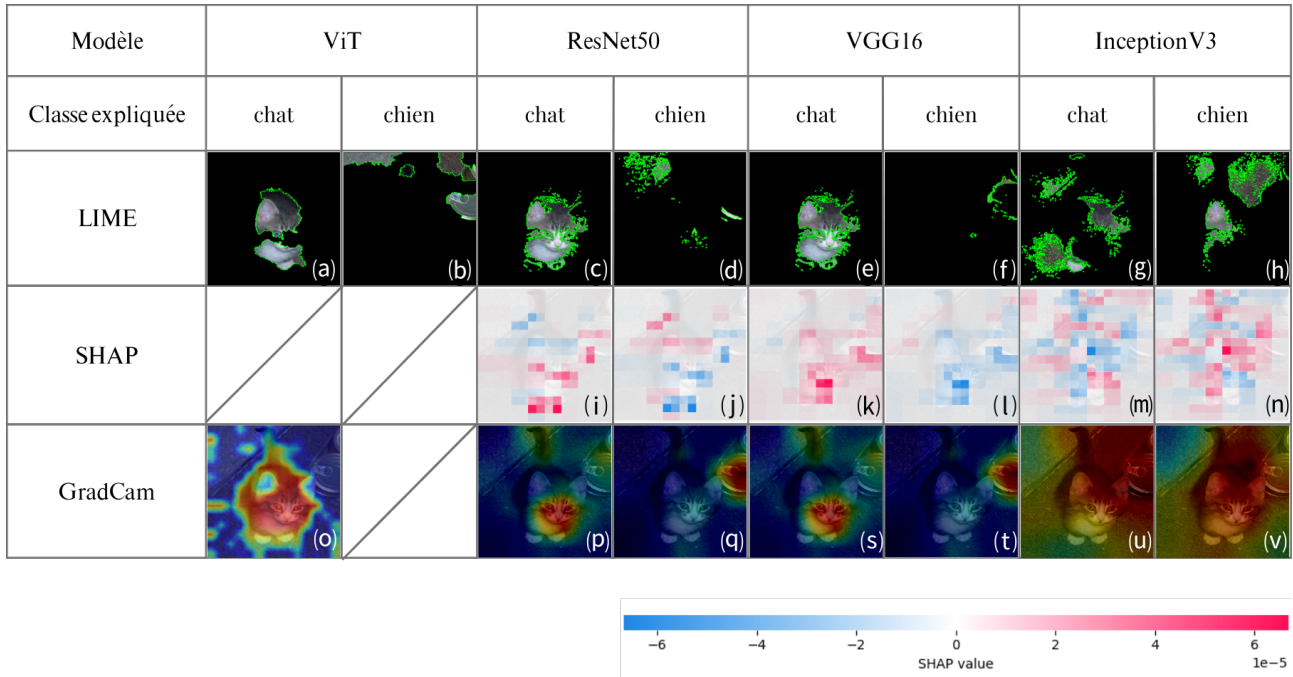 Modèle ViT ResNet50 VGG16 InceptionV3
Classe expliquée chat chien chat chien chat chien chat chien
LIME (a) (b) (c) (d) (e) (f) (g) (h)
SHAP (i) (j) (k) (l) (m) (n)
GradCam (o) (p) (q) (s) (t) (u) (v)
−6 −4 −2 0 2 4 6
SHAP value 1e−5